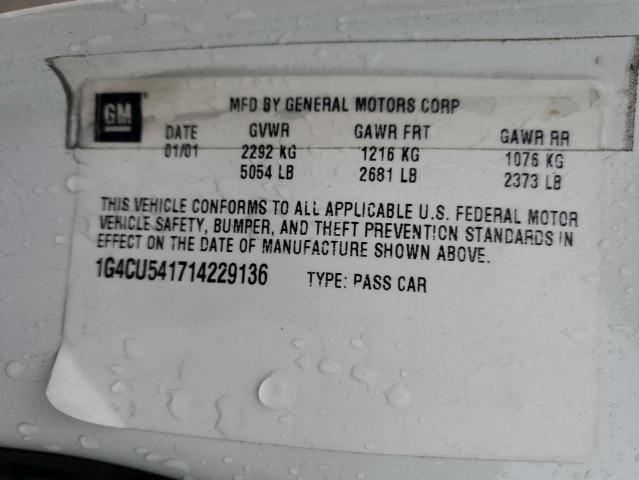 GM
MFD BY GENERAL MOTORS CORP
DATE GVWR GAWR FRT GAWR RR
01/01 2292 KG 1216 KG 1076 KG
5054 LB 2681 LB 2373 LB
THIS VEHICLE CONFORMS TO ALL APPLICABLE U.S. FEDERAL MOTOR
VEHICLE SAFETY, BUMPER, AND THEFT PREVENTION STANDARDS IN
EFFECT ON THE DATE OF MANUFACTURE SHOWN ABOVE.
1G4CU541714229136 TYPE: PASS CAR